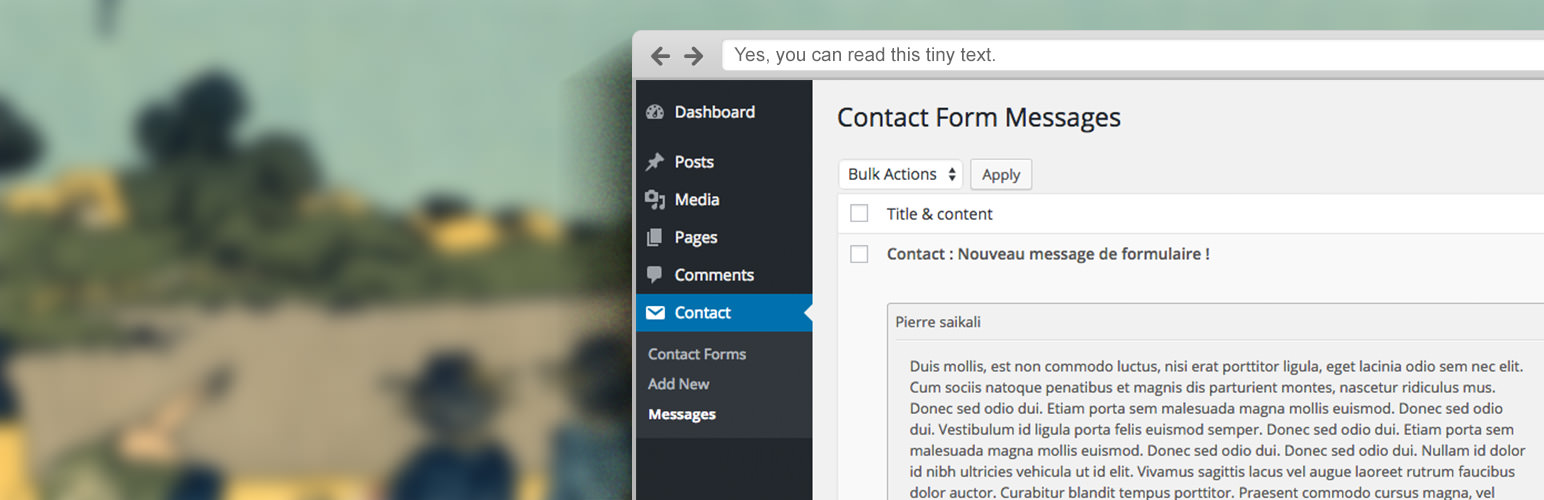 Yes, you can read this tiny text.
Dashboard
Posts
Media
Pages
Comments
Contact
Contact Forms
Add New
Messages
Contact Form Messages
Bulk Actions
Apply
Title & content
Contact : Nouveau message de formulaire !
Pierre saikali
Duis mollis, est non commodo luctus, nisi erat porttitor ligula, eget lacinia odio sem nec elit.
Cum sociis natoque penatibus et magnis dis parturient montes, nascetur ridiculus mus.
Donec sed odio dui. Etiam porta sem malesuada magna mollis euismod. Donec sed odio
dui. Vestibulum id ligula porta felis euismod semper. Donec sed odio dui. Etiam porta sem
malesuada magna mollis euismod. Donec sed odio dui. Donec sed odio dui. Nullam id dolor
id nibh ultricies vehicula ut id elit. Vivamus sagittis lacus vel augue laoreet rutrum faucibus
dolor auctor. Curabitur blandit tempus porttitor. Praesent commodo cursus magna, vel